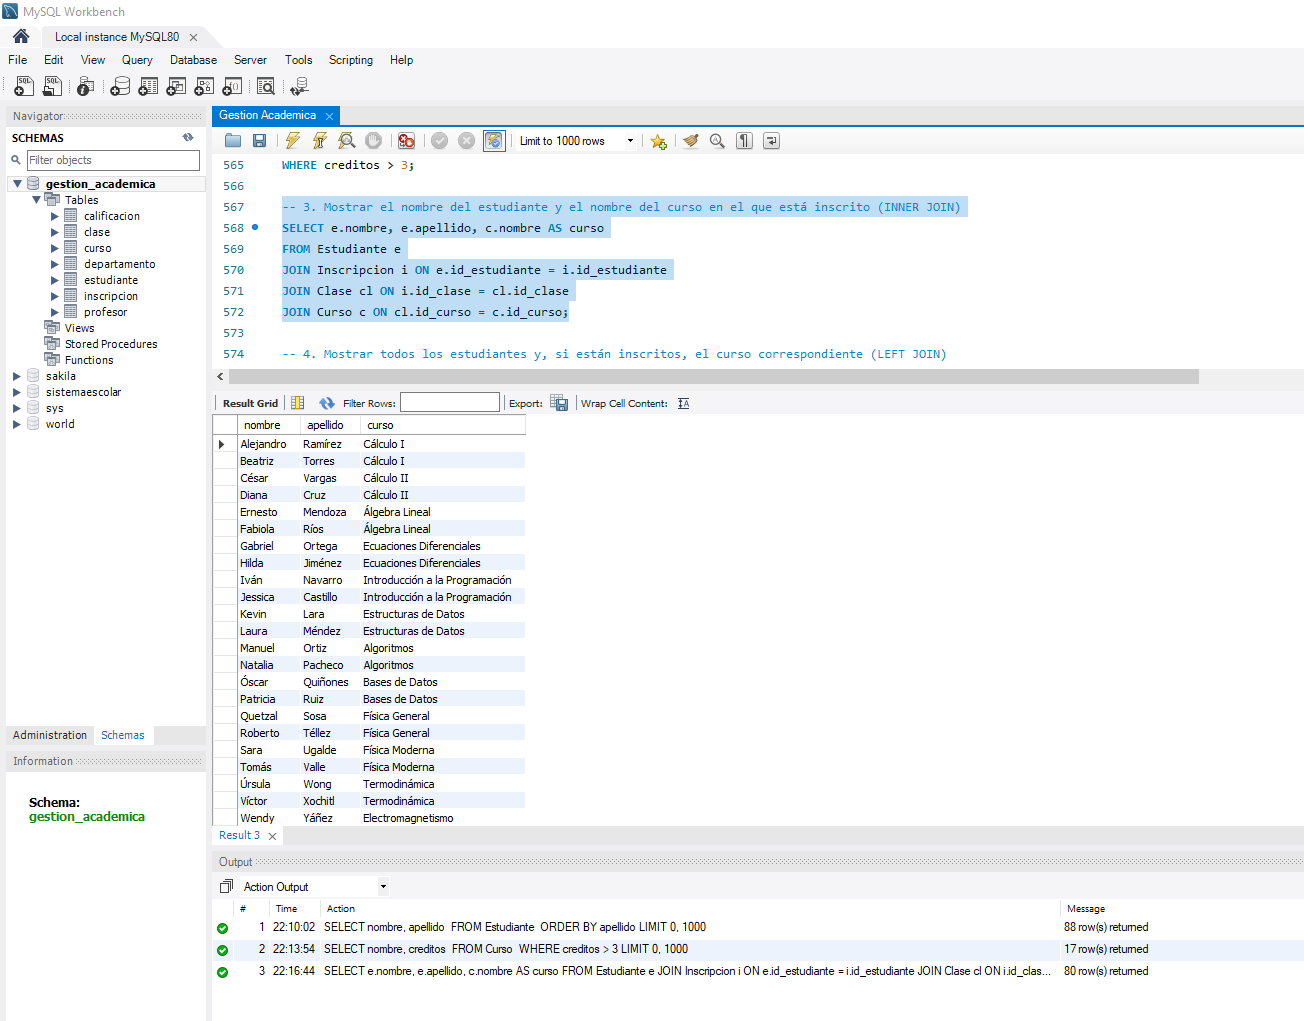 MySQL Workbench
Local instance MySQL80
File Edit View Query Database Server Tools Scripting Help
Navigator
SCHEMAS
Filter objects
gestion_academica
Tables
calificacion
clase
curso
departamento
estudiante
inscripcion
profesor
Views
Stored Procedures
Functions
sakila
sistemaescolar
sys
world
Administration Schemas
Information
Schema:
gestion_academica
Gestion Academica
Limit to 1000 rows
565 WHERE creditos > 3;
566
567 -- 3. Mostrar el nombre del estudiante y el nombre del curso en el que está inscrito (INNER JOIN)
568 SELECT e.nombre, e.apellido, c.nombre AS curso
569 FROM Estudiante e
570 JOIN Inscripcion i ON e.id_estudiante = i.id_estudiante
571 JOIN Clase cl ON i.id_clase = cl.id_clase
572 JOIN Curso c ON cl.id_curso = c.id_curso;
573
574 -- 4. Mostrar todos los estudiantes y, si están inscritos, el curso correspondiente (LEFT JOIN)
Result Grid Filter Rows: Export: Wrap Cell Content:
nombre apellido curso
Alejandro Ramírez Cálculo I
Beatriz Torres Cálculo I
César Vargas Cálculo II
Diana Cruz Cálculo II
Ernesto Mendoza Álgebra Lineal
Fabiola Ríos Álgebra Lineal
Gabriel Ortega Ecuaciones Diferenciales
Hilda Jiménez Ecuaciones Diferenciales
Iván Navarro Introducción a la Programación
Jessica Castillo Introducción a la Programación
Kevin Lara Estructuras de Datos
Laura Méndez Estructuras de Datos
Manuel Ortiz Algoritmos
Natalia Pacheco Algoritmos
Óscar Quiñones Bases de Datos
Patricia Ruiz Bases de Datos
Quetzal Sosa Física General
Roberto Téllez Física General
Sara Ugalde Física Moderna
Tomás Valle Física Moderna
Úrsula Wong Termodinámica
Víctor Xochitl Termodinámica
Wendy Yáñez Electromagnetismo
Result 3
Output
Action Output
# Time Action Message
1 22:10:02 SELECT nombre, apellido FROM Estudiante ORDER BY apellido LIMIT 0, 1000 88 row(s) returned
2 22:13:54 SELECT nombre, creditos FROM Curso WHERE creditos > 3 LIMIT 0, 1000 17 row(s) returned
3 22:16:44 SELECT e.nombre, e.apellido, c.nombre AS curso FROM Estudiante e JOIN Inscripcion i ON e.id_estudiante = i.id_estudiante JOIN Clase cl ON i.id_clas... 80 row(s) returned